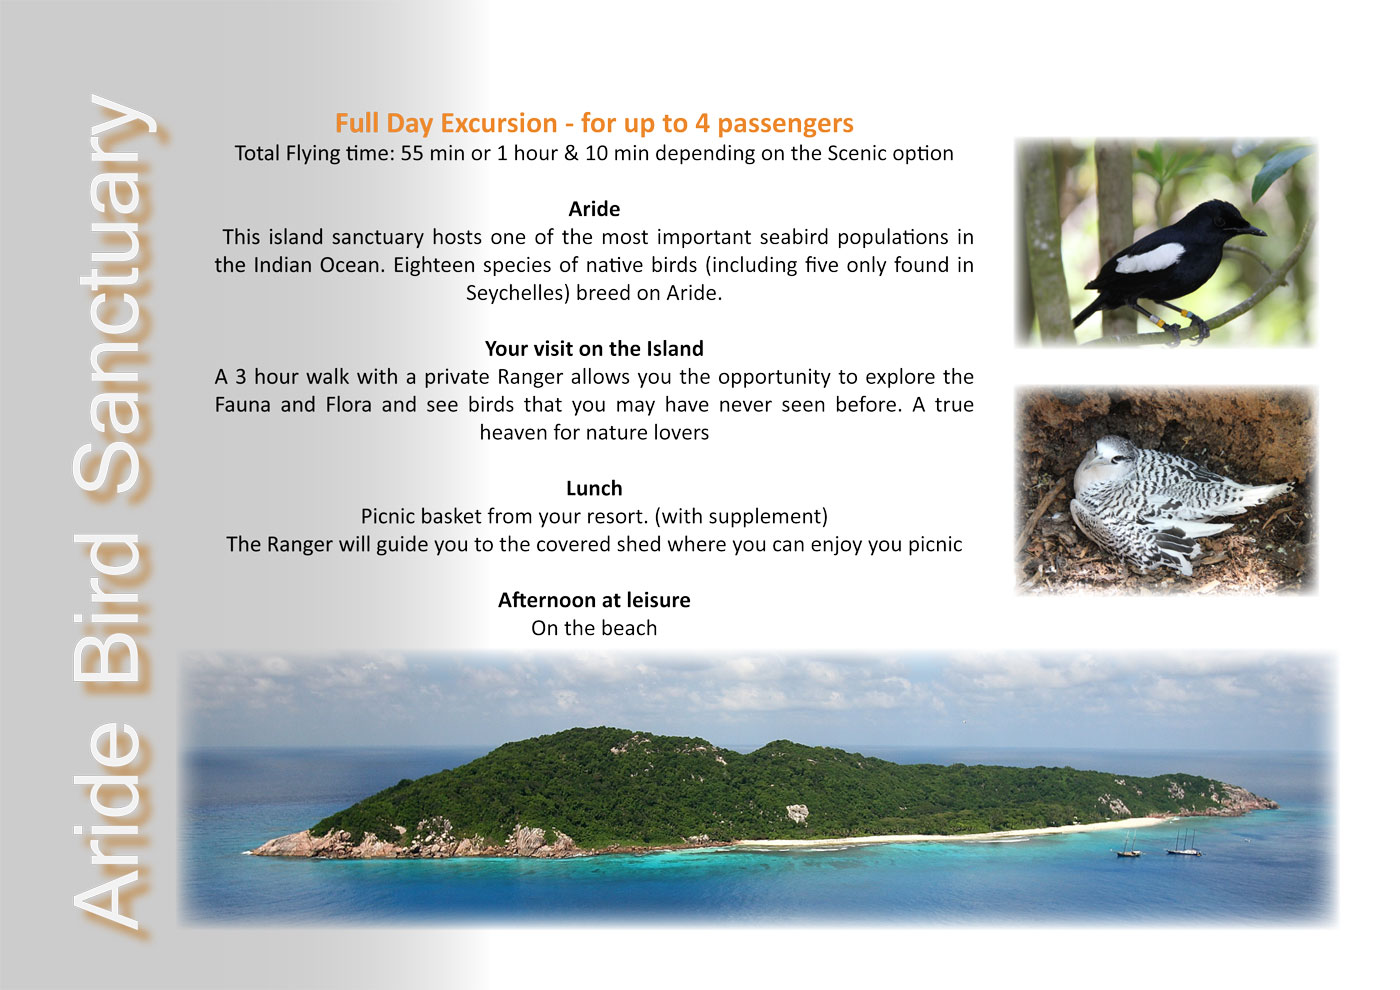 Aride Bird Sanctuary
Full Day Excursion - for up to 4 passengers
Total Flying time: 55 min or 1 hour & 10 min depending on the Scenic option
Aride
This island sanctuary hosts one of the most important seabird populations in
the Indian Ocean. Eighteen species of native birds (including five only found in
Seychelles) breed on Aride.
Your visit on the Island
A 3 hour walk with a private Ranger allows you the opportunity to explore the
Fauna and Flora and see birds that you may have never seen before. A true
heaven for nature lovers
Lunch
Picnic basket from your resort. (with supplement)
The Ranger will guide you to the covered shed where you can enjoy you picnic
Afternoon at leisure
On the beach